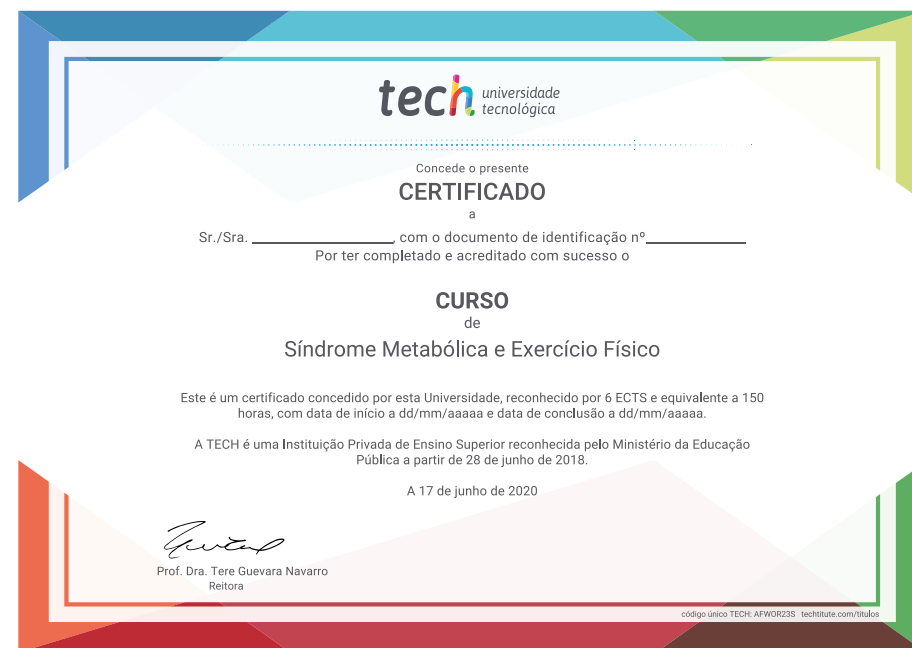 tech universidade
tecnológica
Concede o presente
CERTIFICADO
a
Sr./Sra. ____________________, com o documento de identificação nº______________
Por ter completado e acreditado com sucesso o
CURSO
de
Síndrome Metabólica e Exercício Físico
Este é um certificado concedido por esta Universidade, reconhecido por 6 ECTS e equivalente a 150
horas, com data de início a dd/mm/aaaaa e data de conclusão a dd/mm/aaaaa.
A TECH é uma Instituição Privada de Ensino Superior reconhecida pelo Ministério da Educação
Pública a partir de 28 de junho de 2018.
A 17 de junho de 2020
Prof. Dra. Tere Guevara Navarro
Reitora
código único TECH: AFWOR23S techtitute.com/titulos